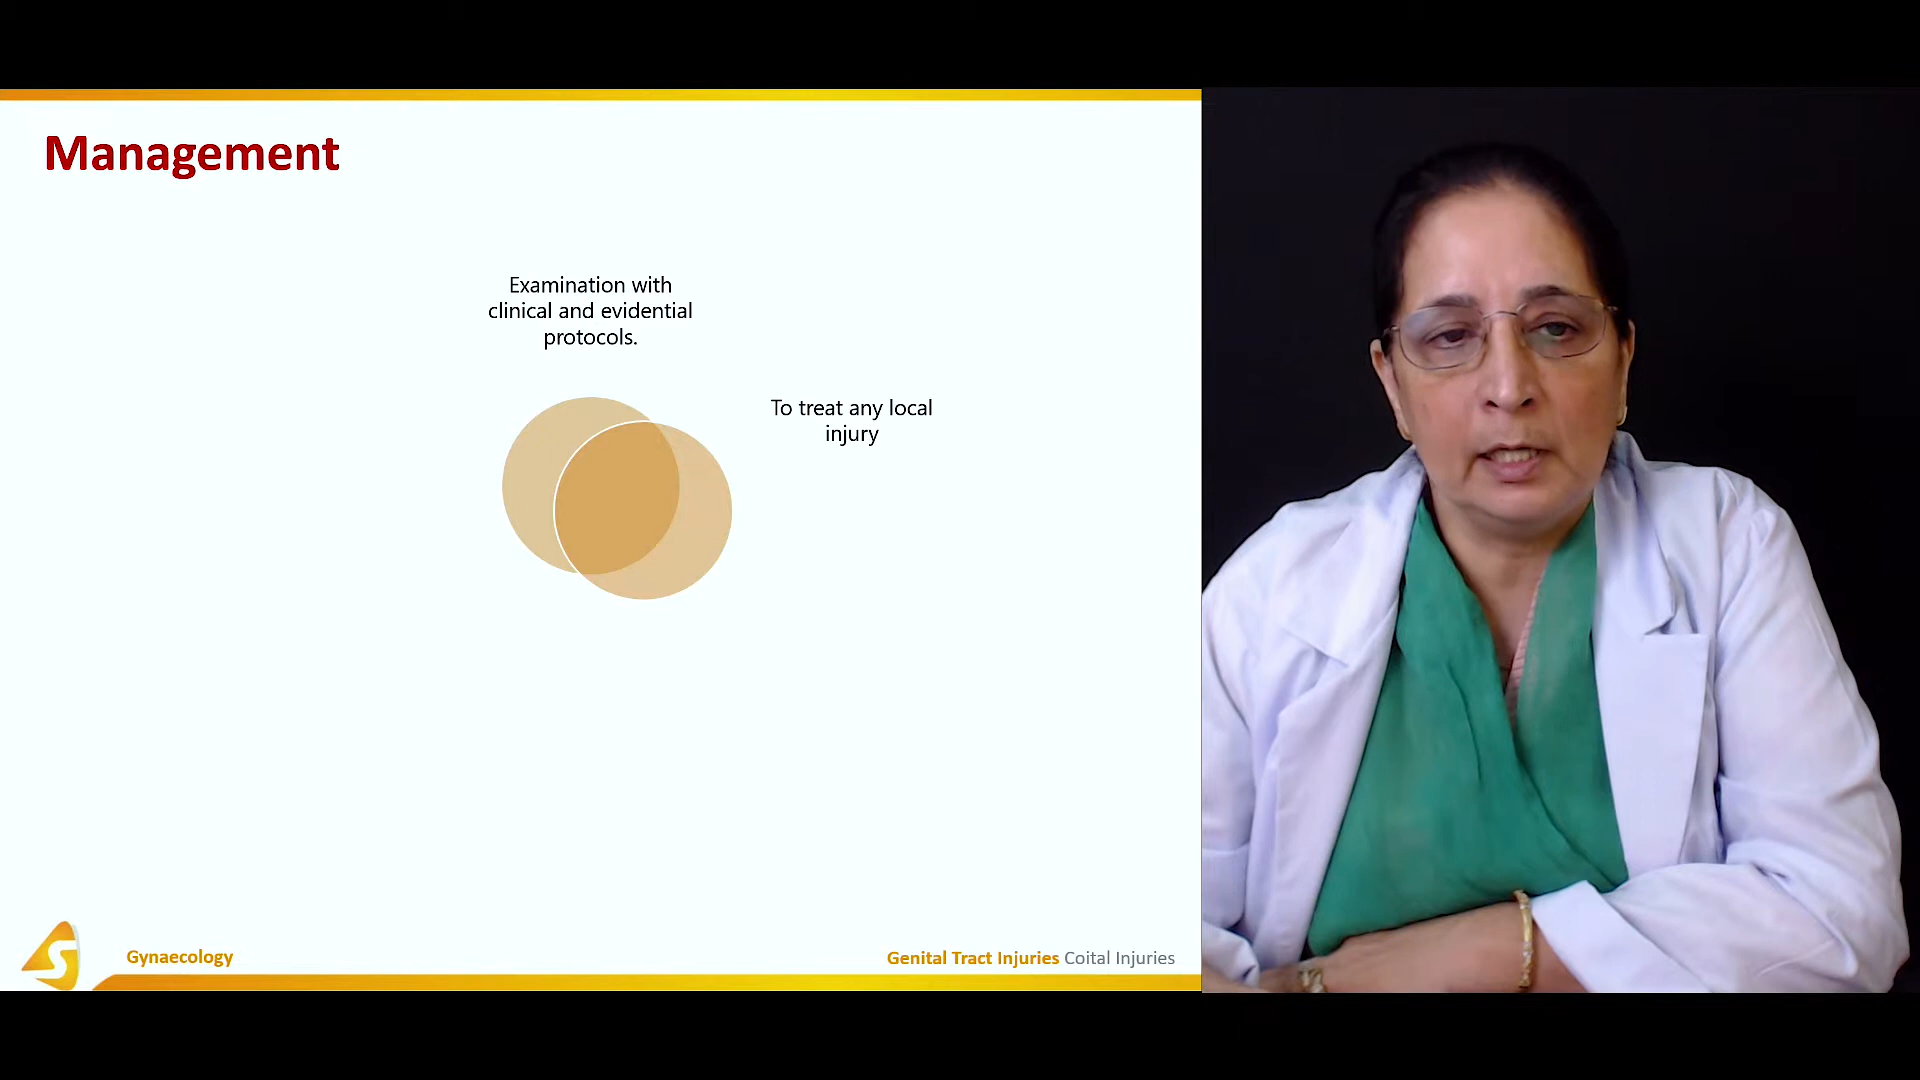 Management
Examination with
clinical and evidential
protocols.
To treat any local
injury
Gynaecology
Genital Tract Injuries Coital Injuries